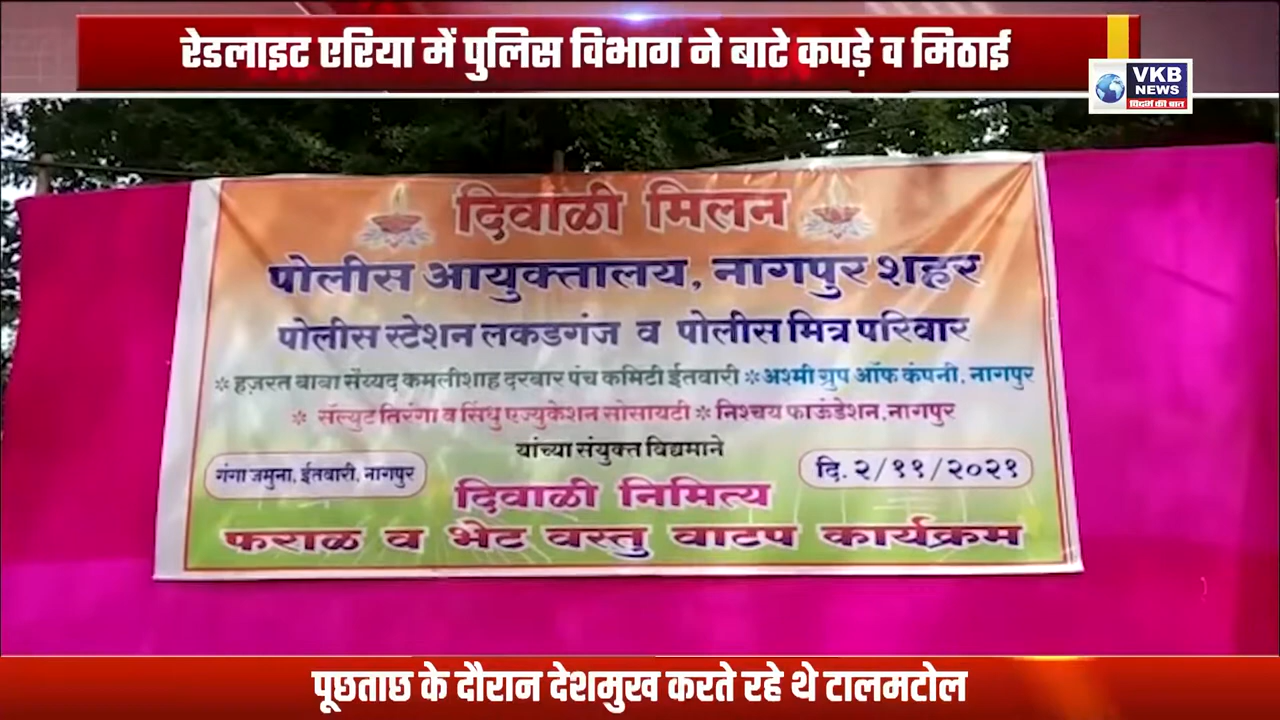 रेडलाइट एरिया में पुलिस विभाग ने बाटे कपड़े व मिठाई
VKB
NEWS
विदर्भ की बात
दिवाळी मिलन
पोलीस आयुक्तालय, नागपुर शहर
पोलीस स्टेशन लकडगंज व पोलीस मित्र परिवार
* हज़रत बाबा सैय्यद कमलीशाह दरबार पंच कमिटी ईतवारी * अश्मी ग्रुप ऑफ कंपनी, नागपुर
* सॅल्युट तिरंगा व सिंधु एज्युकेशन सोसायटी * निश्चय फाऊंडेशन, नागपुर
यांच्या संयुक्त विद्यमाने
गंगा जमुना, ईतवारी, नागपुर
दि. २/११/२०२१
दिवाळी निमित्य
फराळ व भेट वस्तु वाटप कार्यक्रम
पूछताछ के दौरान देशमुख करते रहे थे टालमटोल